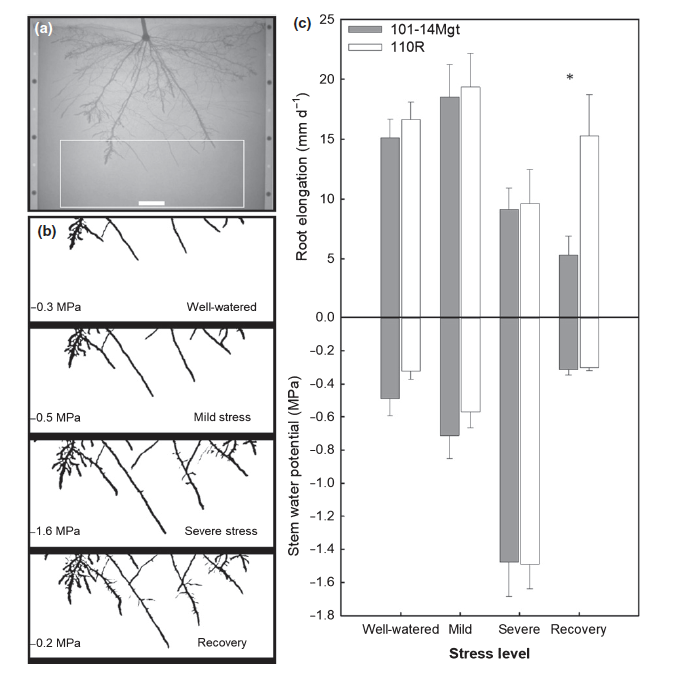 (a)
(b)
–0.3 MPa
Well-watered
–0.5 MPa
Mild stress
–1.6 MPa
Severe stress
–0.2 MPa
Recovery
(c)
101-14Mgt
110R
Root elongation (mm d⁻¹)
25
20
15
10
5
0.0
*
Stem water potential (MPa)
–0.2
–0.4
–0.6
–0.8
–1.0
–1.2
–1.4
–1.6
–1.8
Well-watered Mild Severe Recovery
Stress level